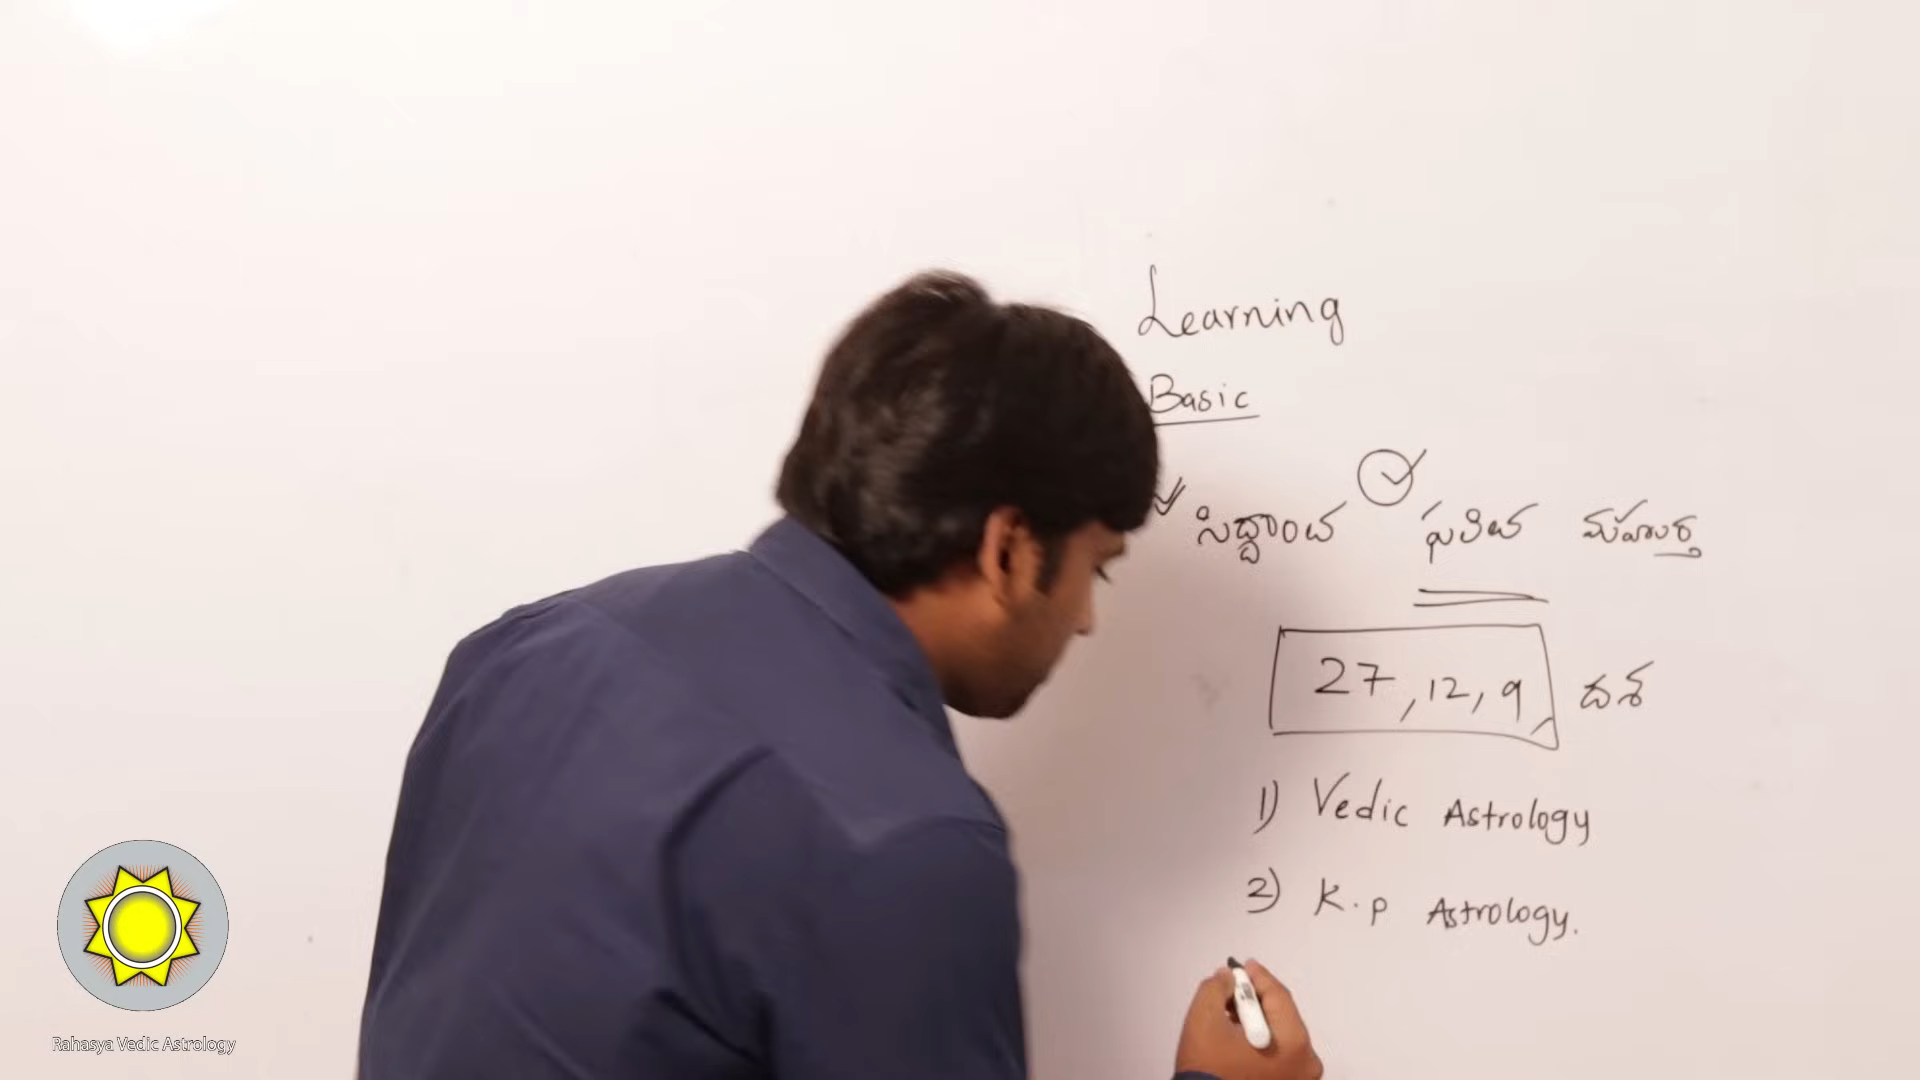 Learning
Basic
సిద్ధాంత ఫలిత ముహుర్త
27, 12, 9, దశ
1) Vedic Astrology
2) K.P Astrology.
Rahasya Vedic Astrology